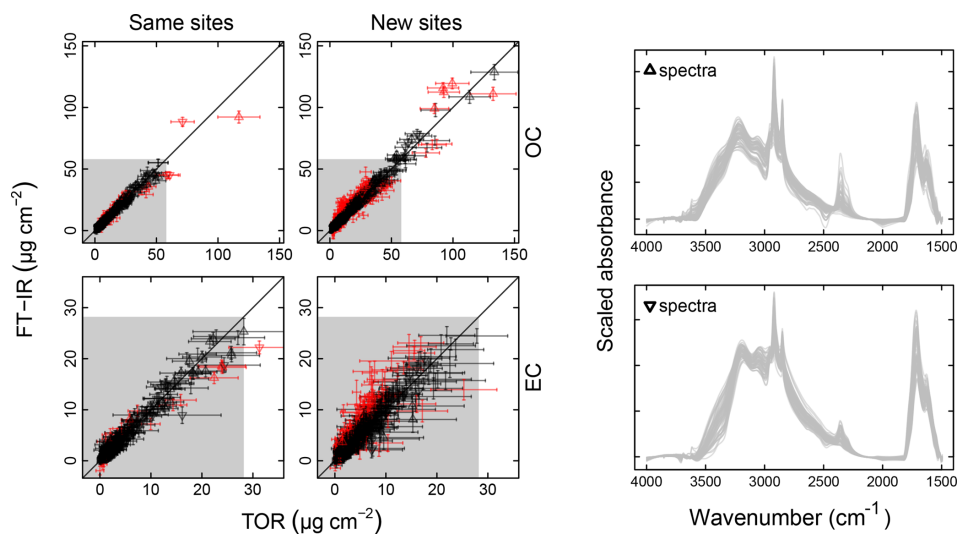 Same sites
New sites
150
100
50
0
0 50 100 150
0 50 100 150
OC
FT−IR (µg cm−2)
30
20
10
0
0 10 20 30
0 10 20 30
EC
TOR (µg cm−2)
spectra
4000 3500 3000 2500 2000 1500
Scaled absorbance
spectra
4000 3500 3000 2500 2000 1500
Wavenumber (cm-1)